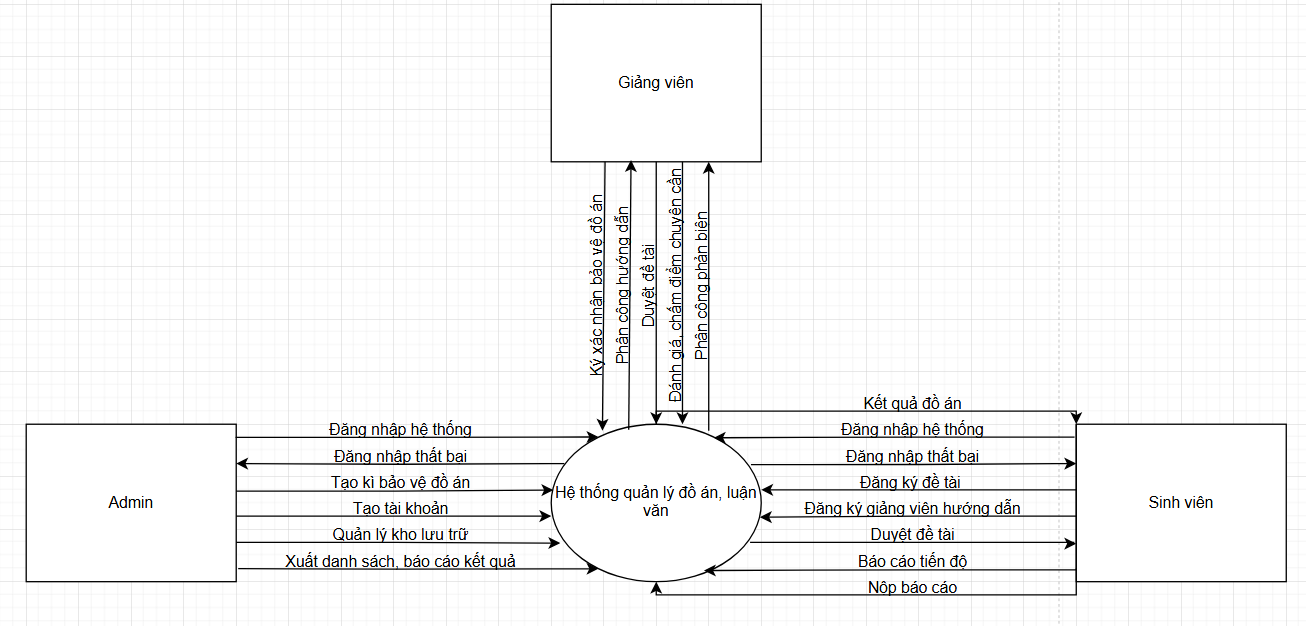 Giảng viên
Ký xác nhận bảo vệ đồ án
Phân công hướng dẫn
Duyệt đề tài
Đánh giá, chấm điểm chuyên cần
Phân công phản biện
Kết quả đồ án
Đăng nhập hệ thống
Đăng nhập thất bại
Tạo kì bảo vệ đồ án
Tạo tài khoản
Quản lý kho lưu trữ
Xuất danh sách, báo cáo kết quả
Admin
Hệ thống quản lý đồ án, luận
văn
Đăng nhập hệ thống
Đăng nhập thất bại
Đăng ký đề tài
Đăng ký giảng viên hướng dẫn
Duyệt đề tài
Báo cáo tiến độ
Nộp báo cáo
Sinh viên